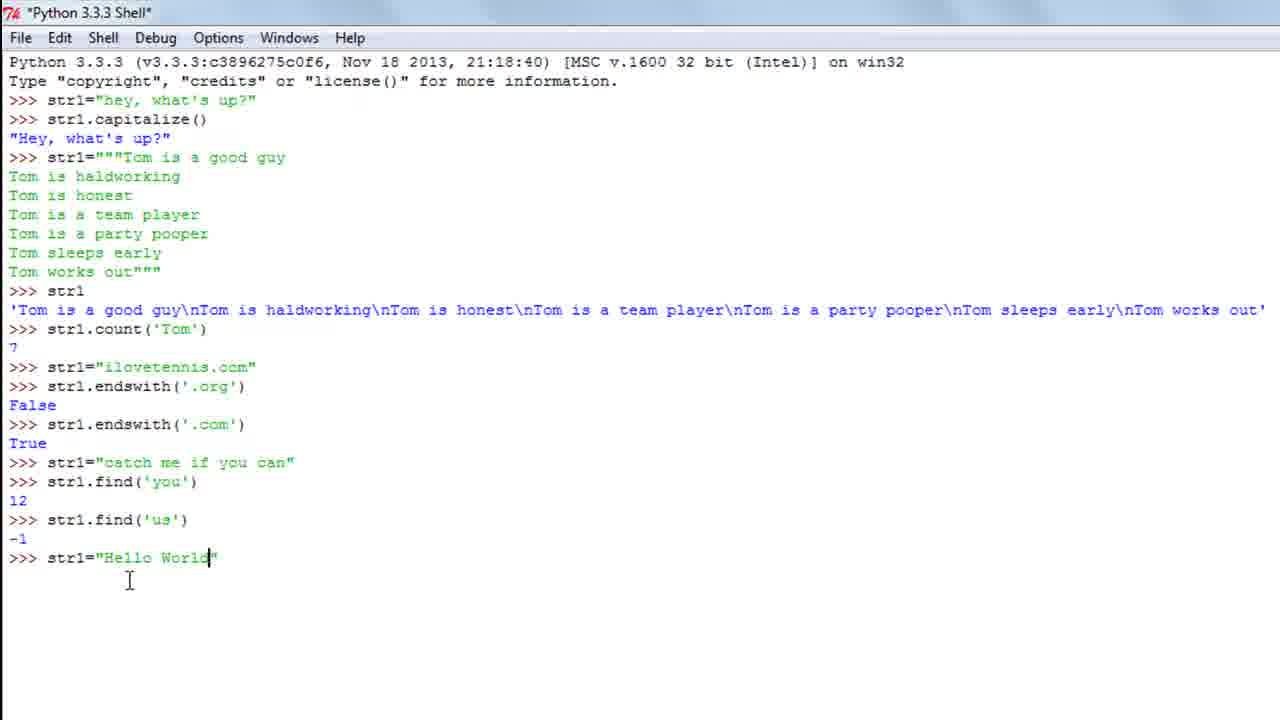 *Python 3.3.3 Shell*
File Edit Shell Debug Options Windows Help
Python 3.3.3 (v3.3.3:c3896275c0f6, Nov 18 2013, 21:18:40) [MSC v.1600 32 bit (Intel)] on win32
Type "copyright", "credits" or "license()" for more information.
>>> str1="hey, what's up?"
>>> str1.capitalize()
"Hey, what's up?"
>>> str1="""Tom is a good guy
Tom is haldworking
Tom is honest
Tom is a team player
Tom is a party pooper
Tom sleeps early
Tom works out"""
>>> str1
'Tom is a good guy\nTom is haldworking\nTom is honest\nTom is a team player\nTom is a party pooper\nTom sleeps early\nTom works out'
>>> str1.count('Tom')
7
>>> str1="ilovetennis.com"
>>> str1.endswith('.org')
False
>>> str1.endswith('.com')
True
>>> str1="catch me if you can"
>>> str1.find('you')
12
>>> str1.find('us')
-1
>>> str1="Hello World"